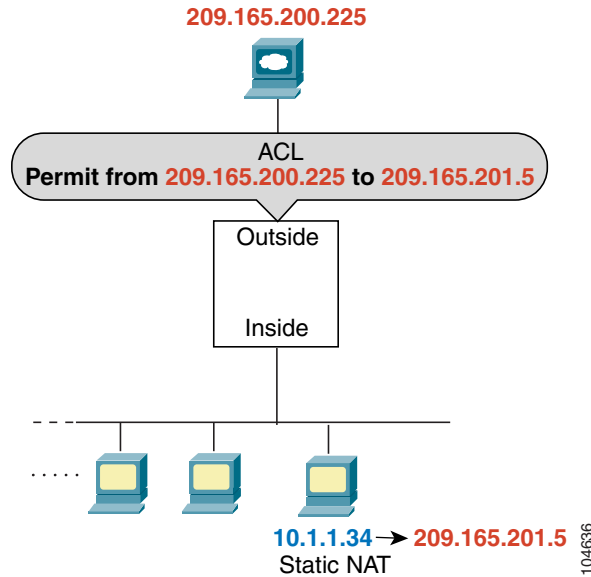 209.165.200.225
ACL
Permit from 209.165.200.225 to 209.165.201.5
Outside
Inside
10.1.1.34 209.165.201.5
Static NAT
104636